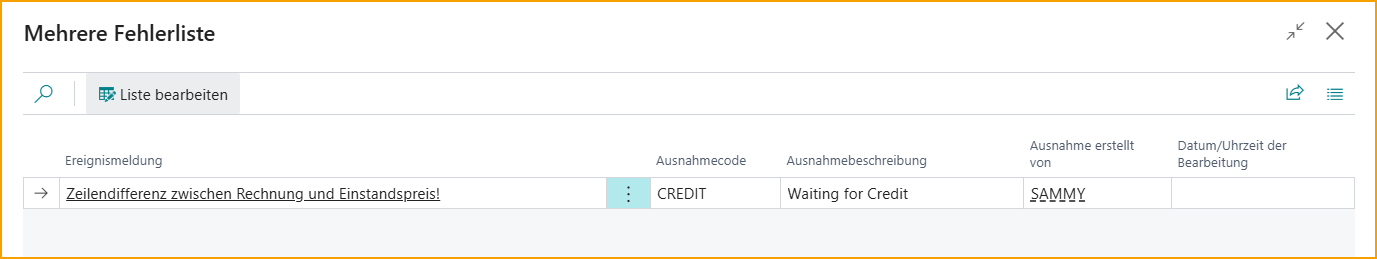 Mehrere Fehlerliste
Liste bearbeiten
Ereignismeldung
Ausnahmecode
Ausnahmebeschreibung
Ausnahme erstellt
von
Datum/Uhrzeit der
Bearbeitung
Zeilendifferenz zwischen Rechnung und Einstandspreis!
CREDIT
Waiting for Credit
SAMMY